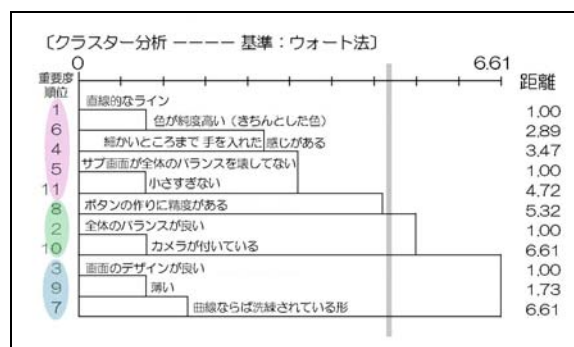 〔クラスター分析 ーーーー 基準：ウォート法〕
0 6.61
重要度
順位
距離
1 直線的なライン 1.00
6 色が純度高い（きちんとした色） 2.89
4 細かいところまで 手を入れた 感じがある 3.47
5 サブ画面が全体のバランスを壊してない 1.00
11 小さすぎない 4.72
8 ボタンの作りに精度がある 5.32
2 全体のバランスが良い 1.00
10 カメラが付いている 6.61
3 画面のデザインが良い 1.00
9 薄い 1.73
7 曲線ならば洗練されている形 6.61